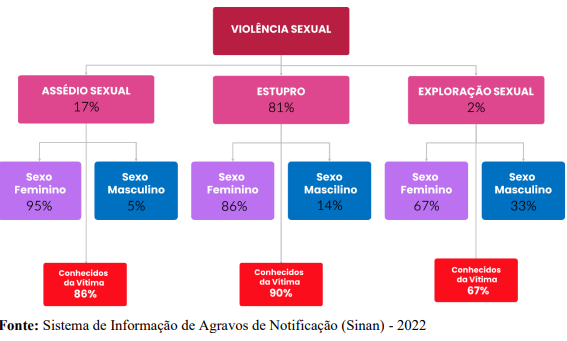 VIOLÊNCIA SEXUAL
ASSÉDIO SEXUAL
17%
ESTUPRO
81%
EXPLORAÇÃO SEXUAL
2%
Sexo
Feminino
95%
Sexo
Masculino
5%
Sexo
Feminino
86%
Sexo
Mascilino
14%
Sexo
Feminino
67%
Sexo
Masculino
33%
Conhecidos
da Vítima
86%
Conhecidos
da Vítima
90%
Conhecidos
da Vítima
67%
Fonte: Sistema de Informação de Agravos de Notificação (Sinan) - 2022